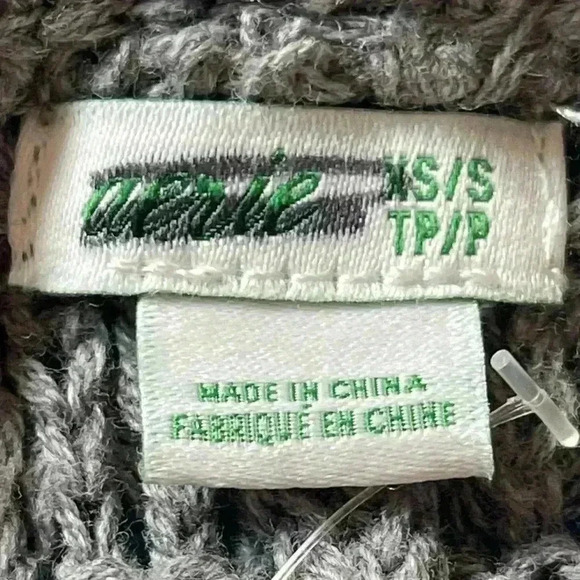 aerie XS/S
TP/P
MADE IN CHINA
FABRIQUÉ EN CHINE